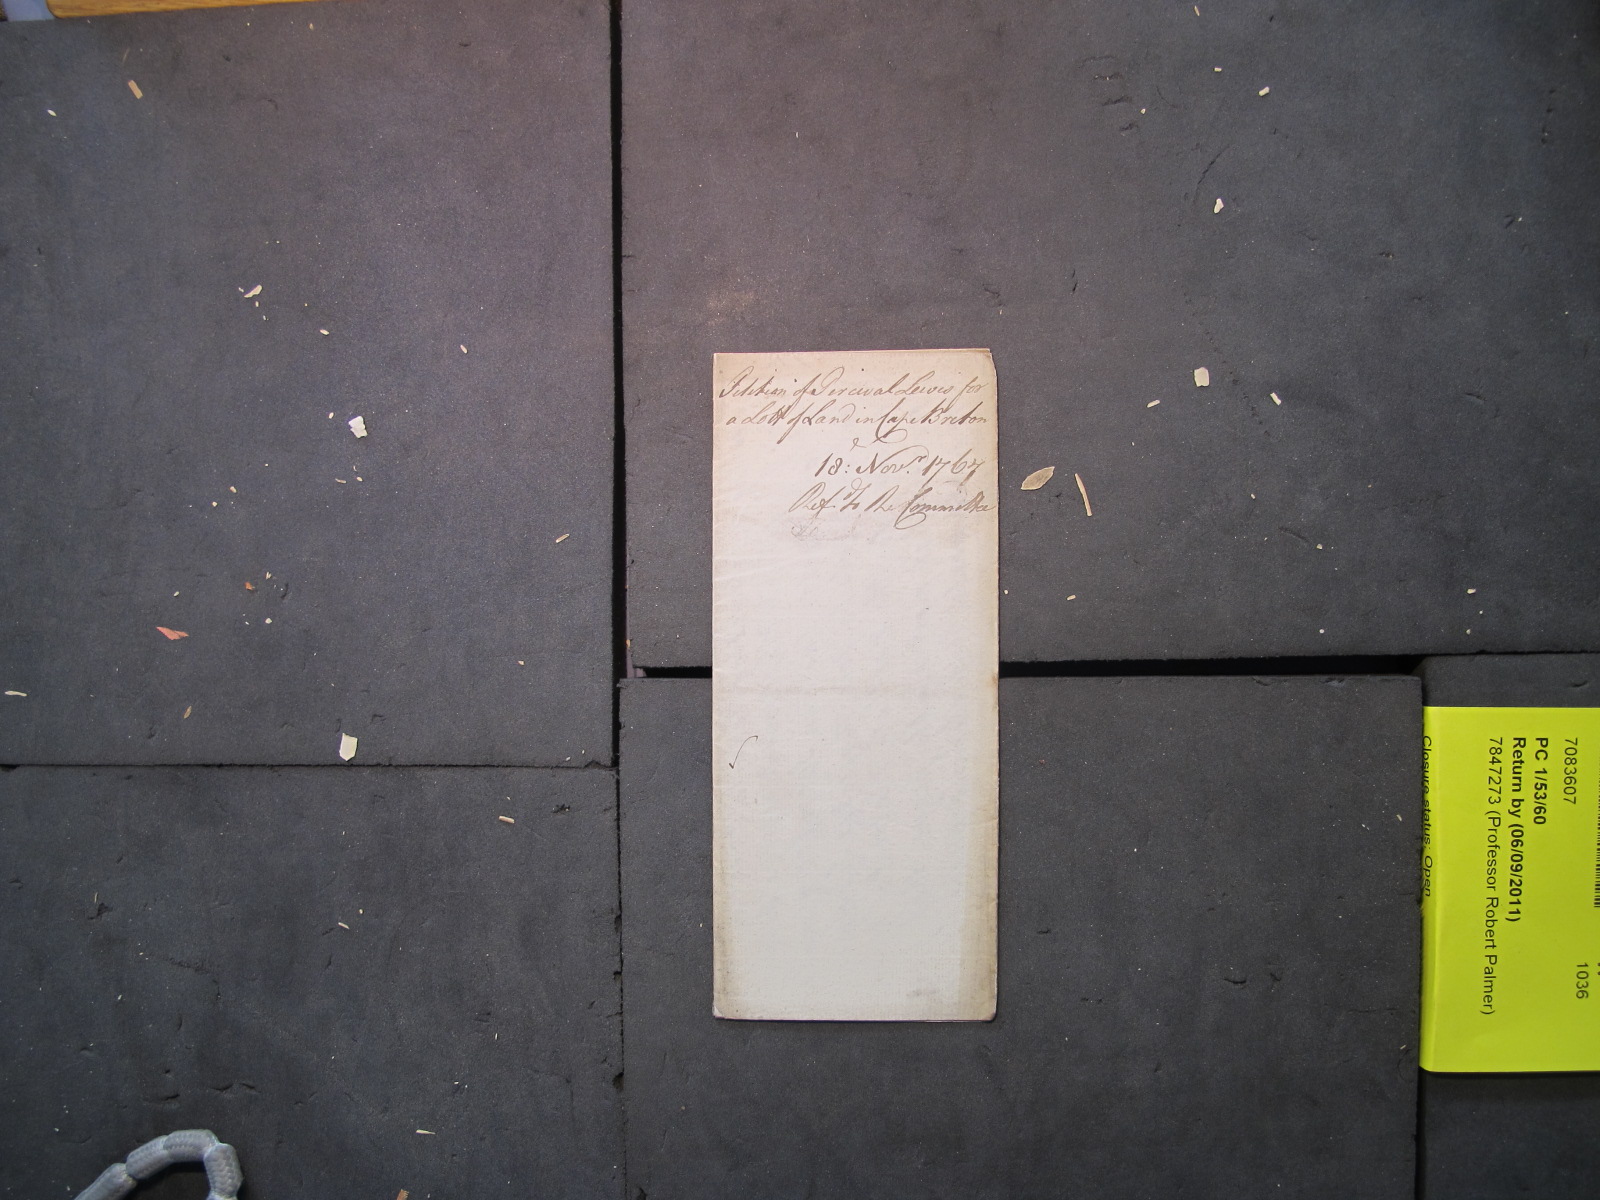 Petition of Percival Lewis for
a Lott of Land in Cape Breton
18: Novr. 1767
Refd. to the Committee
7083607
1036
PC 1/53/60
Return by (06/09/2011)
7847273 (Professor Robert Palmer)
Closure status: Open